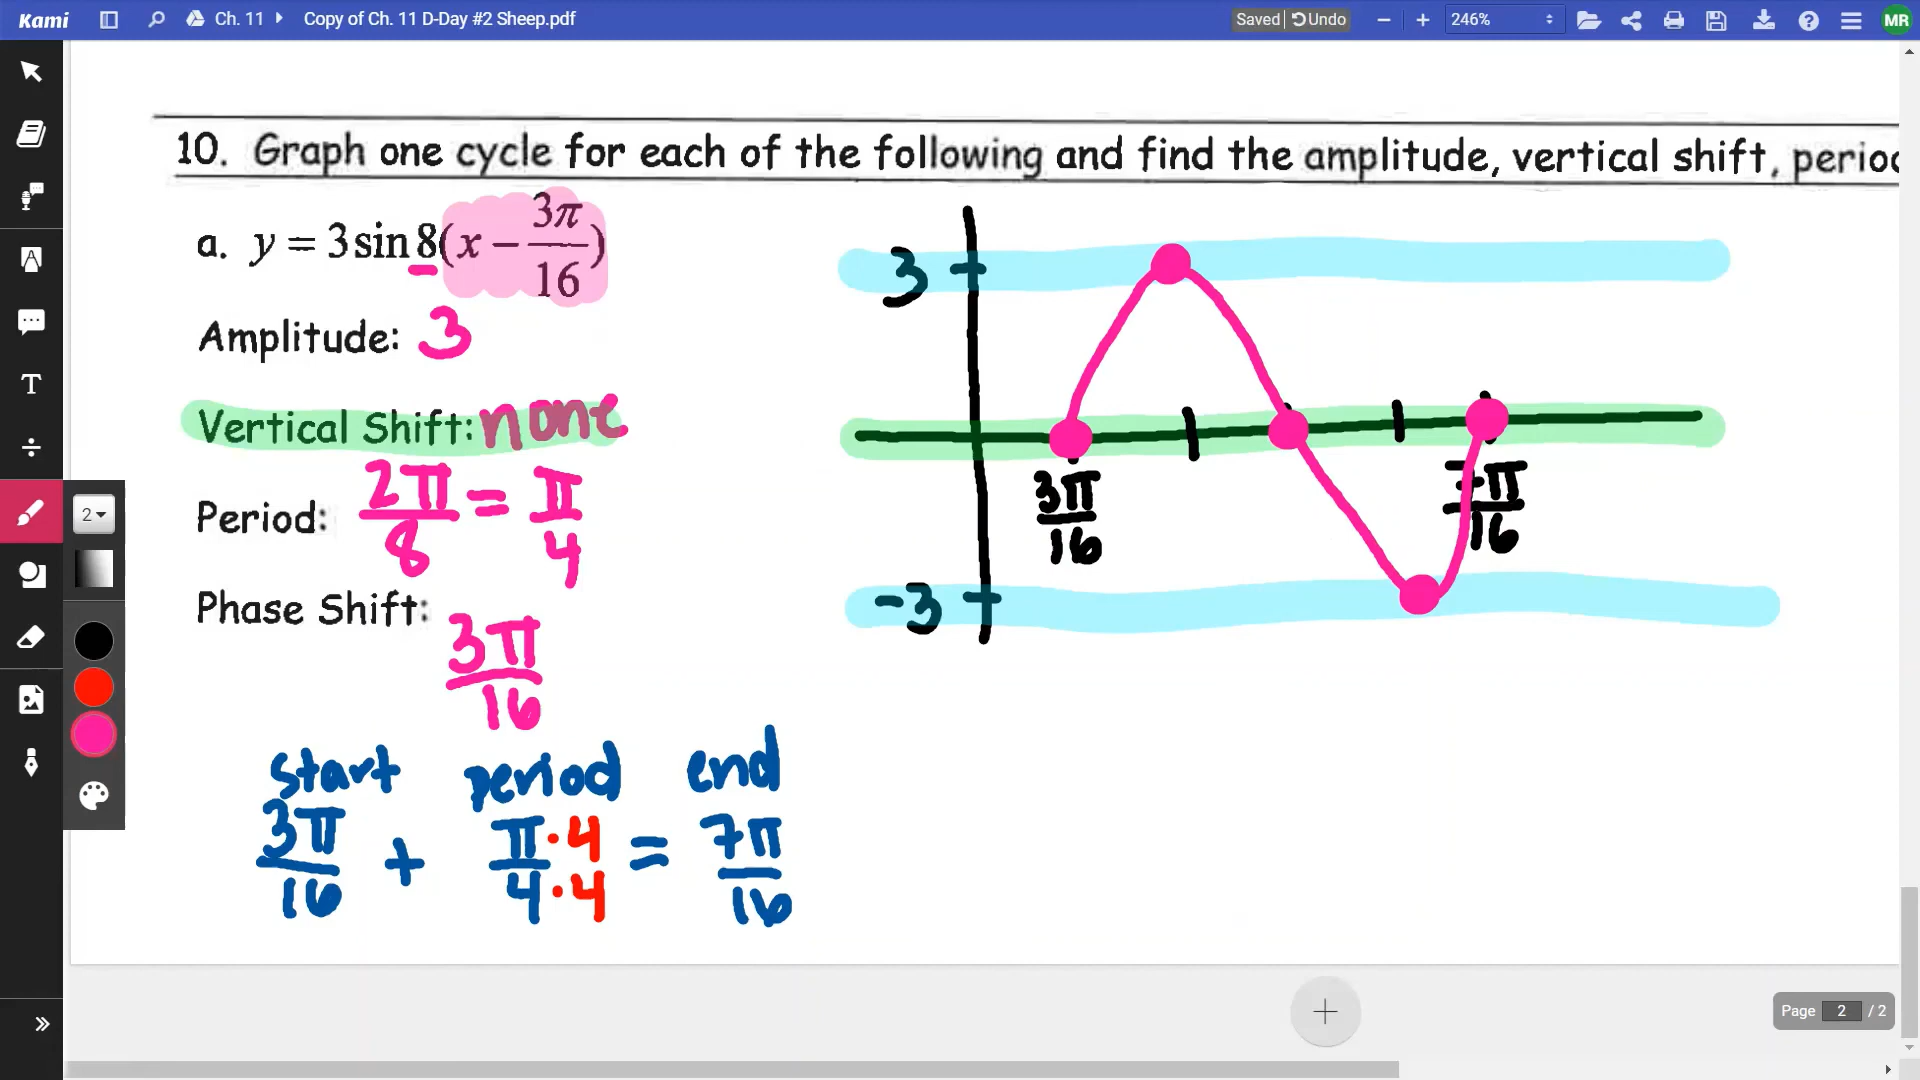 Kami Ch. 11 Copy of Ch. 11 D-Day #2 Sheep.pdf Saved Undo 246% MR
10. Graph one cycle for each of the following and find the amplitude, vertical shift, perio
a. y = 3 sin 8(x − 3π/16)
3
Amplitude: 3
Vertical Shift: none
Period: 2π/8 = π/4
3π/16 7π/16
Phase Shift: 3π/16
-3
start period end
3π/16 + π·4/4·4 = 7π/16
2
Page 2 / 2